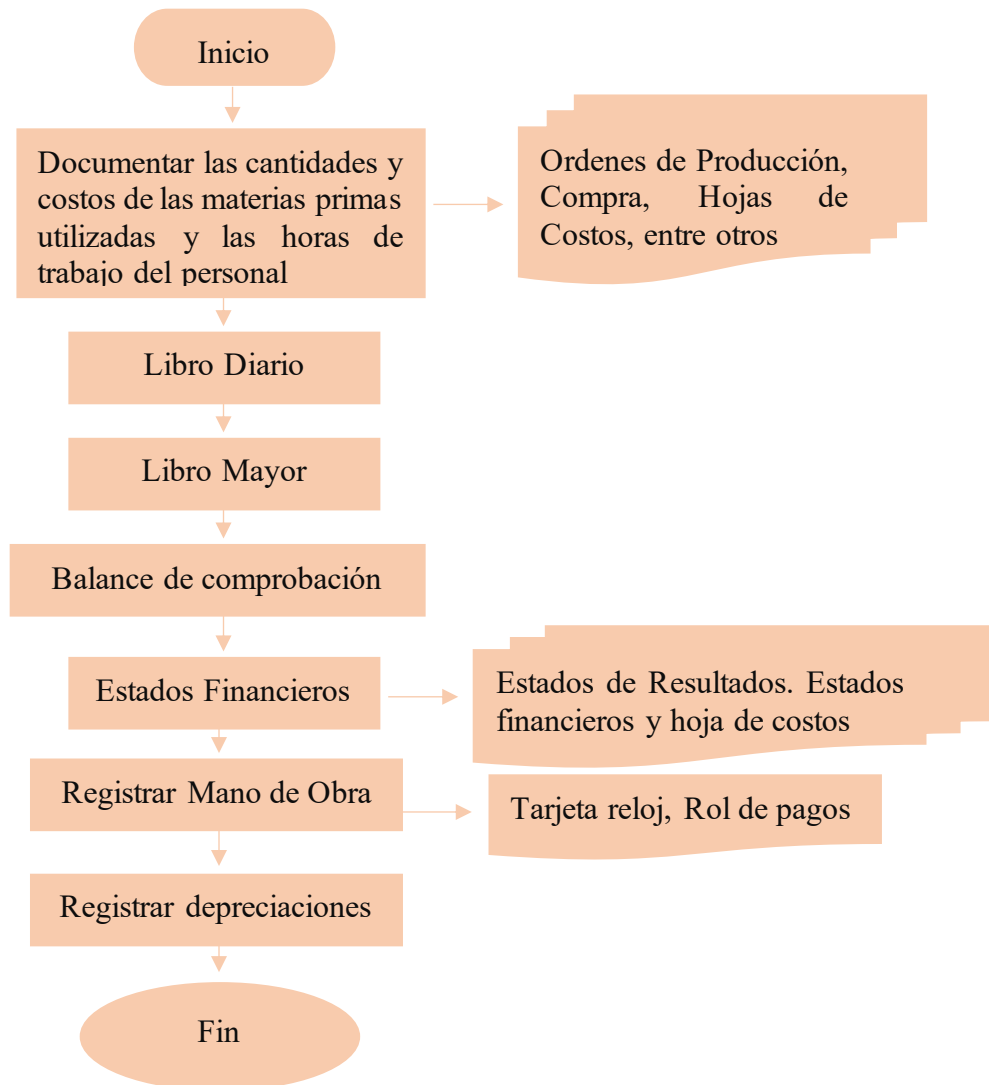 Inicio
Documentar las cantidades y
costos de las materias primas
utilizadas y las horas de
trabajo del personal
Ordenes de Producción,
Compra, Hojas de
Costos, entre otros
Libro Diario
Libro Mayor
Balance de comprobación
Estados Financieros
Estados de Resultados. Estados
financieros y hoja de costos
Registrar Mano de Obra
Tarjeta reloj, Rol de pagos
Registrar depreciaciones
Fin